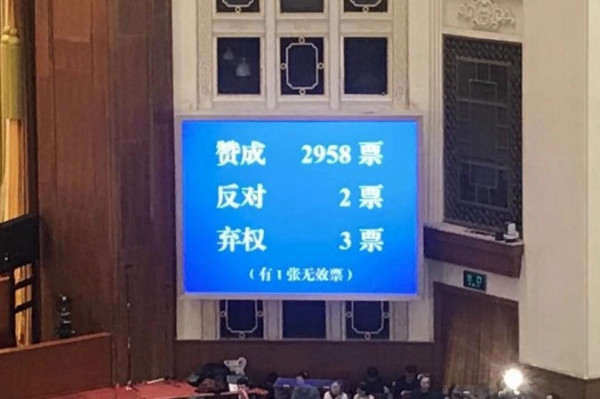 赞成 2958 票
反对 2 票
弃权 3 票
（有 1 张无效票）